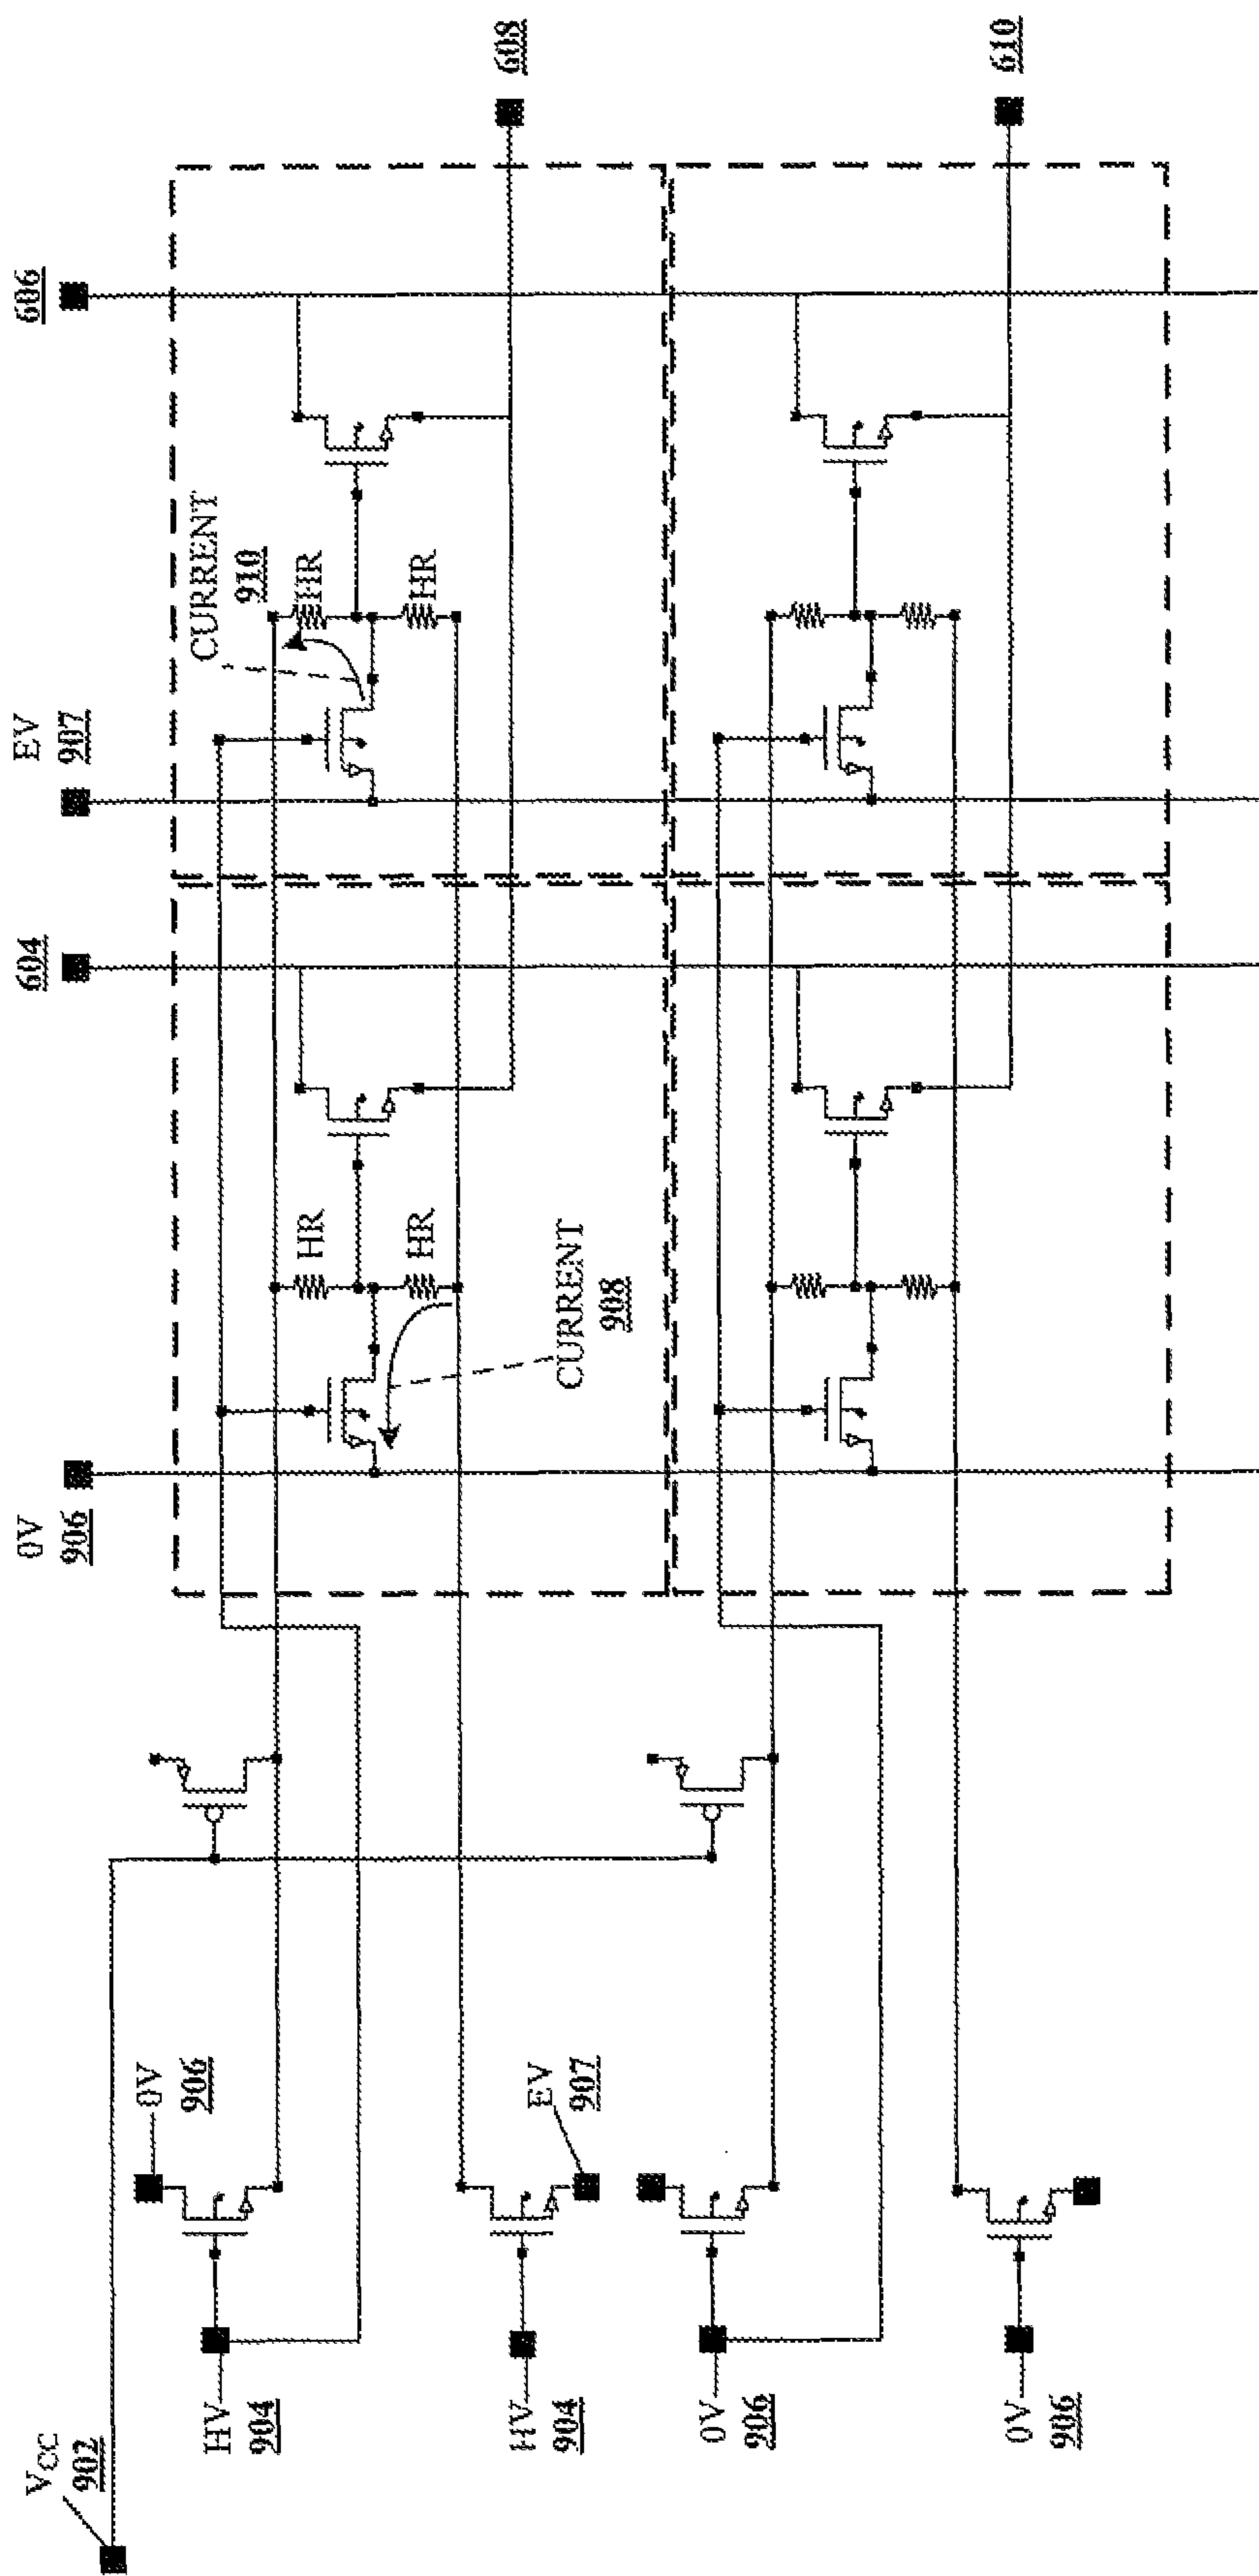 VCC
902
HV
904
HV
904
0V
906
0V
906
0V
906
EV
907
0V
906
604
EV
907
606
HR
HR
CURRENT
908
CURRENT
910
HR
HR
608
610